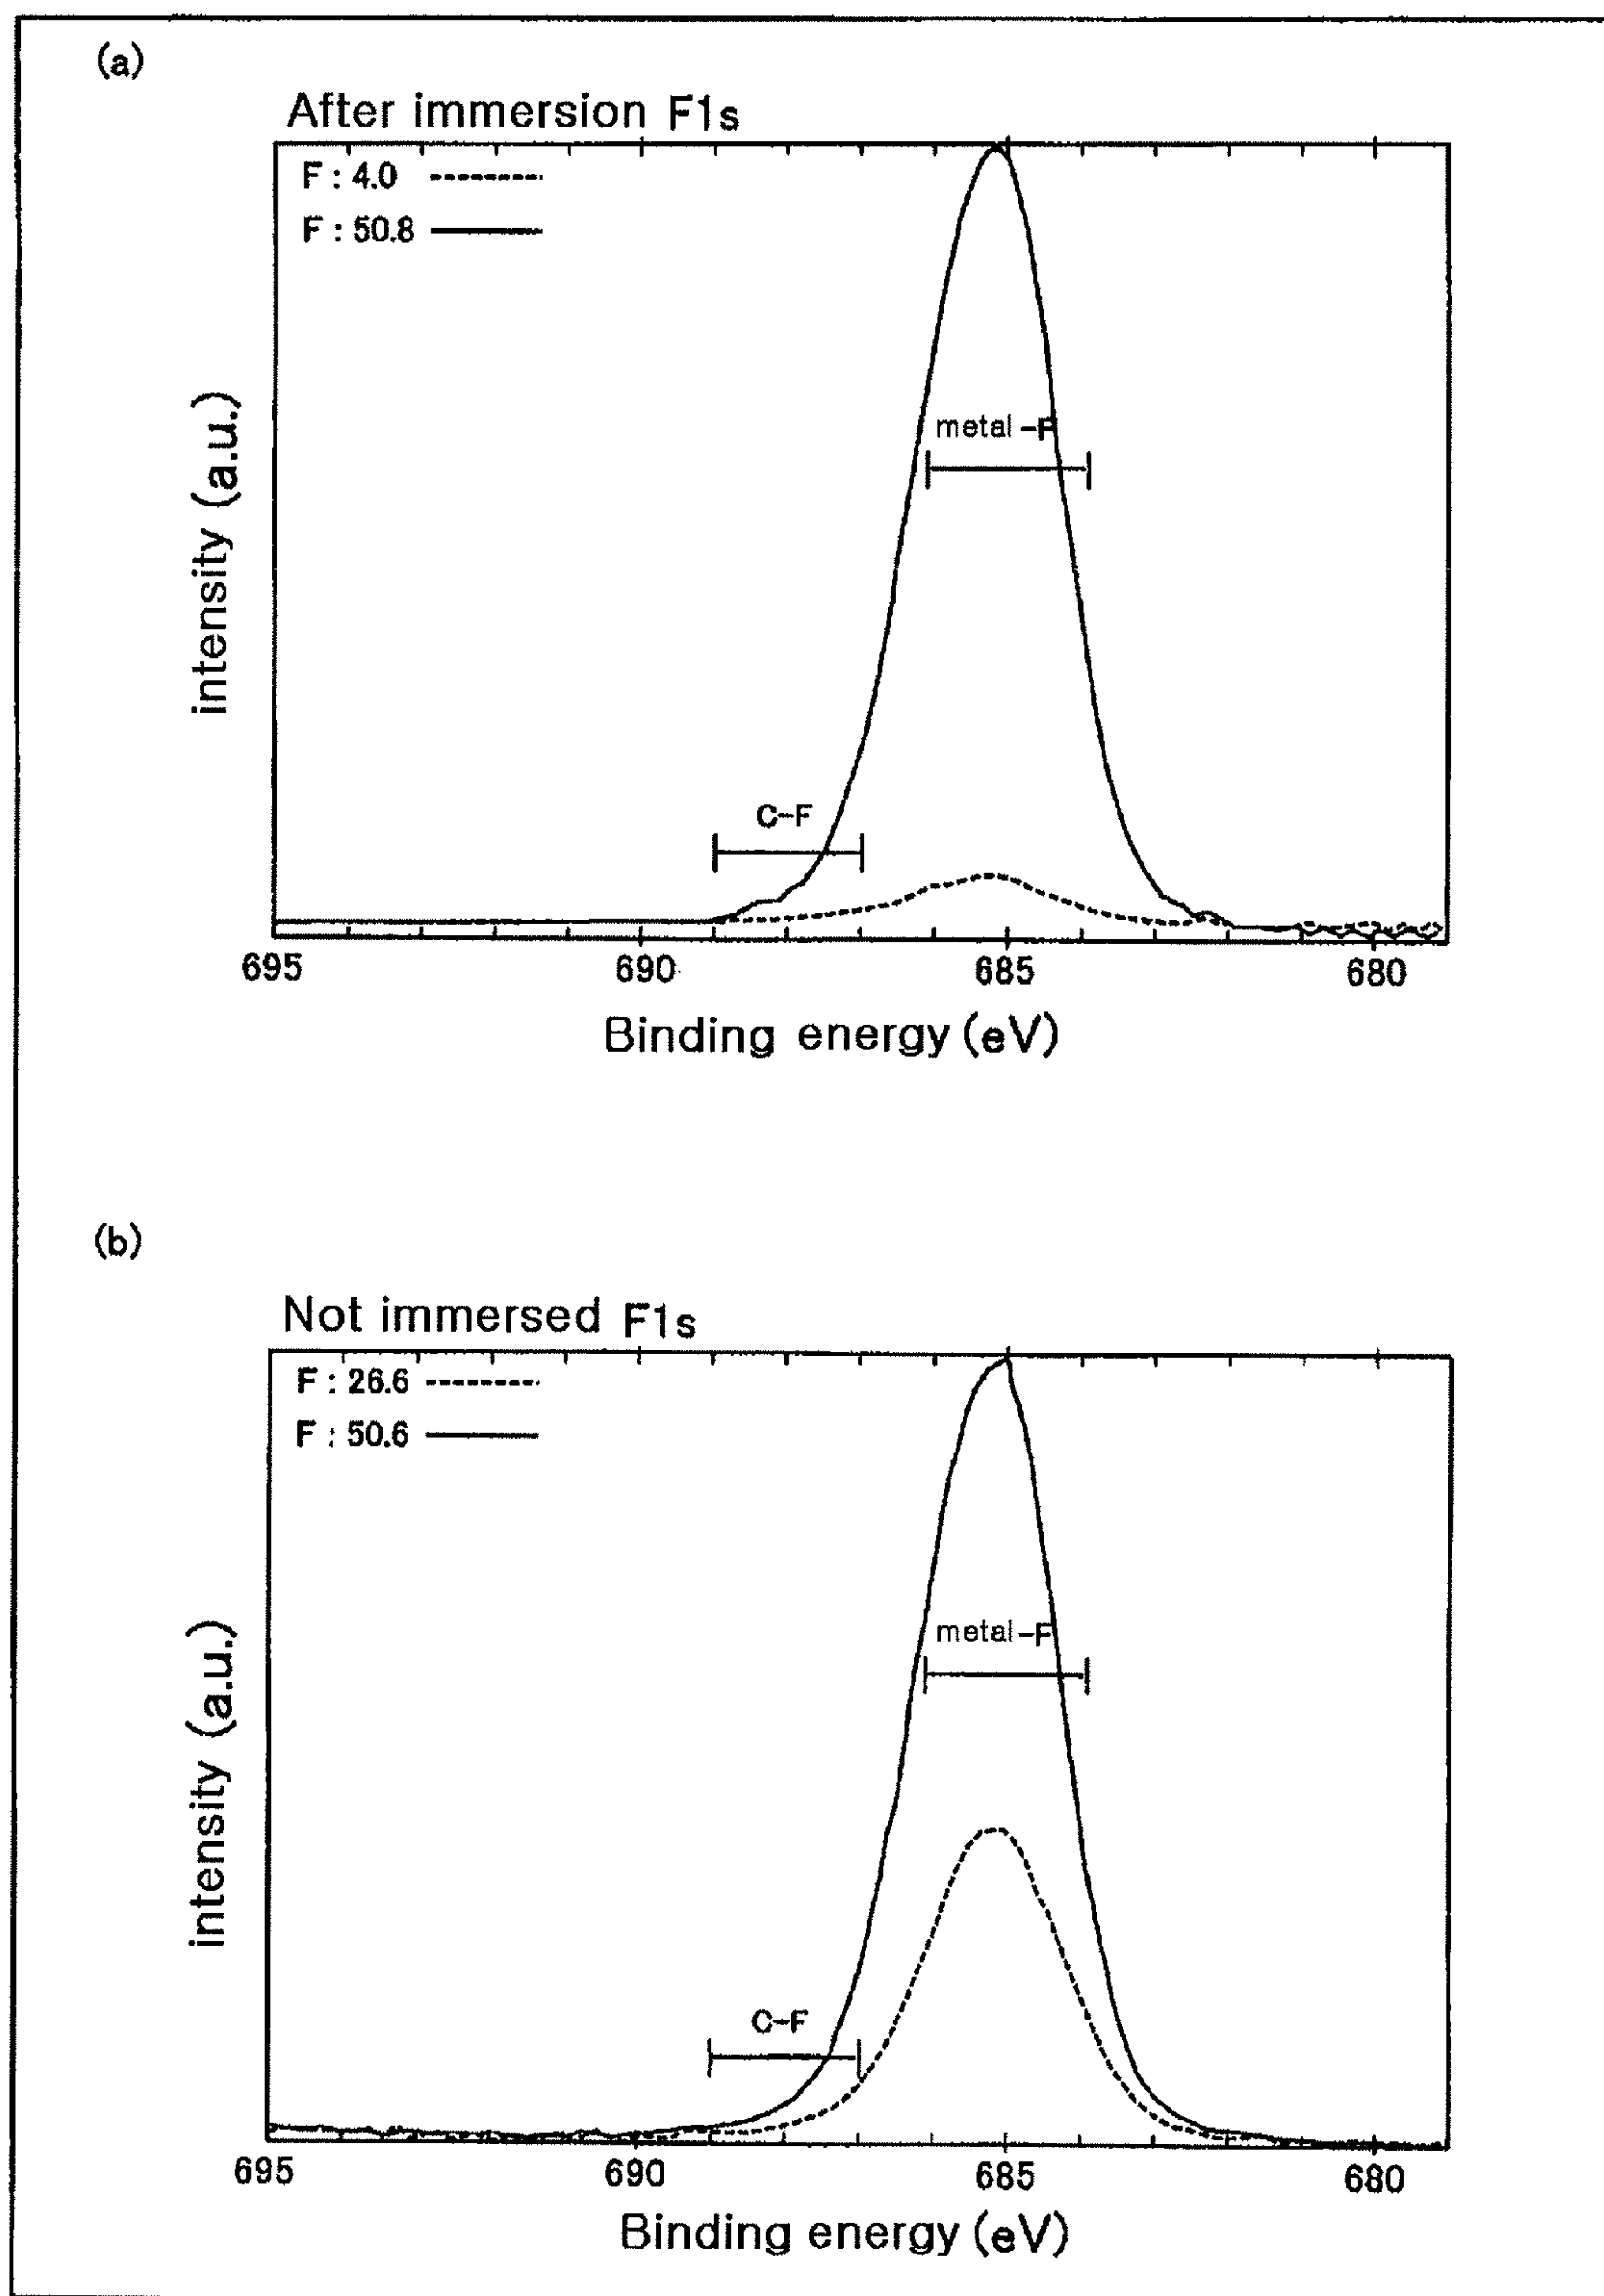 (a)
After immersion F1s
F : 4.0
F : 50.8
metal-F
C-F
intensity (a.u.)
695 690 685 680
Binding energy (eV)
(b)
Not immersed F1s
F : 26.6
F : 50.6
metal-F
C-F
intensity (a.u.)
695 690 685 680
Binding energy (eV)